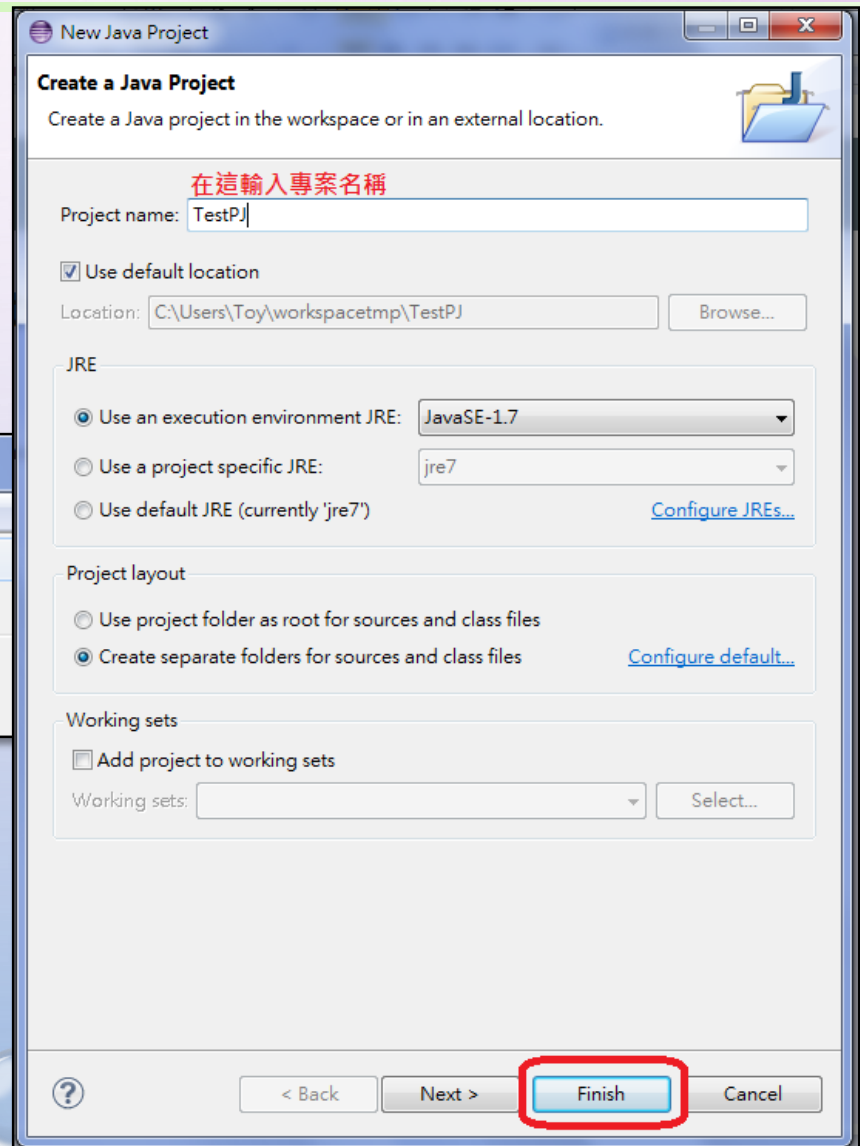 New Java Project
Create a Java Project
Create a Java project in the workspace or in an external location.
在這輸入專案名稱
Project name: TestPJ
Use default location
Location: C:\Users\Toy\workspacetmp\TestPJ Browse...
JRE
Use an execution environment JRE: JavaSE-1.7
Use a project specific JRE: jre7
Use default JRE (currently 'jre7') Configure JREs...
Project layout
Use project folder as root for sources and class files
Create separate folders for sources and class files Configure default...
Working sets
Add project to working sets
Working sets: Select...
? < Back Next > Finish Cancel